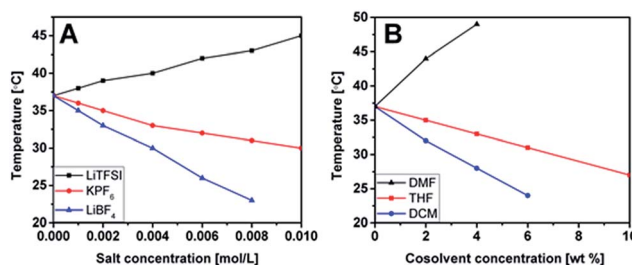 A
Temperature [°C]
45
40
35
30
25
20
LiTFSI
KPF6
LiBF4
0.000 0.002 0.004 0.006 0.008 0.010
Salt concentration [mol/L]
B
Temperature [°C]
50
45
40
35
30
25
20
DMF
THF
DCM
0 2 4 6 8 10
Cosolvent concentration [wt %]